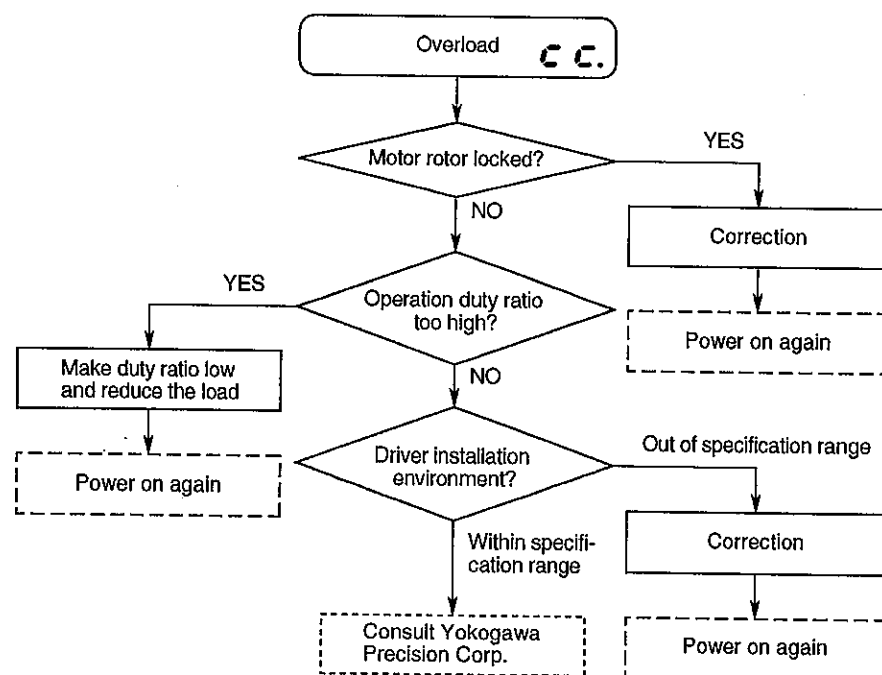 Overload
c c.
YES
Motor rotor locked?
NO
Correction
YES
Operation duty ratio
too high?
Power on again
Make duty ratio low
and reduce the load
NO
Out of specification range
Driver installation
environment?
Power on again
Within specifi-
cation range
Correction
Consult Yokogawa
Precision Corp.
Power on again